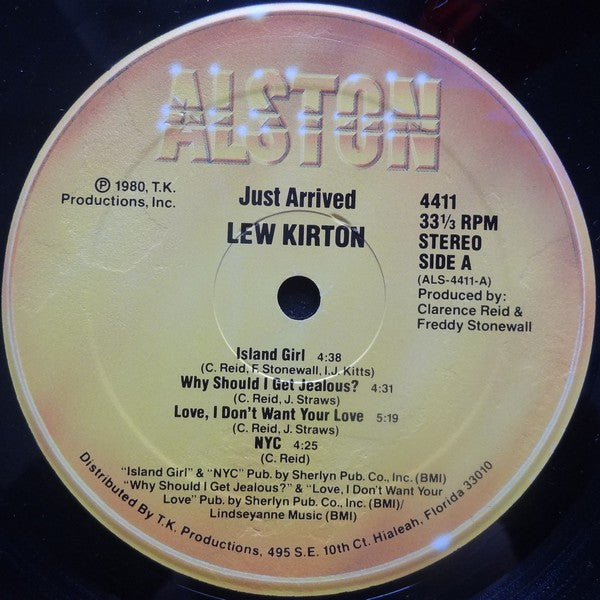 ALSTON
℗ 1980, T.K.
Productions, Inc.
Just Arrived
LEW KIRTON
4411
33⅓ RPM
STEREO
SIDE A
(ALS-4411-A)
Produced by:
Clarence Reid &
Freddy Stonewall
Island Girl 4:38
(C. Reid, F. Stonewall, I.J. Kitts)
Why Should I Get Jealous? 4:31
(C. Reid, J. Straws)
Love, I Don't Want Your Love 5:19
(C. Reid, J. Straws)
NYC 4:25
(C. Reid)
"Island Girl" & "NYC" Pub. by Sherlyn Pub. Co., Inc. (BMI)
"Why Should I Get Jealous?" & "Love, I Don't Want Your
Love" Pub. by Sherlyn Pub. Co., Inc. (BMI)/
Lindseyanne Music (BMI)
Distributed By T.K. Productions, 495 S.E. 10th Ct. Hialeah, Florida 33010